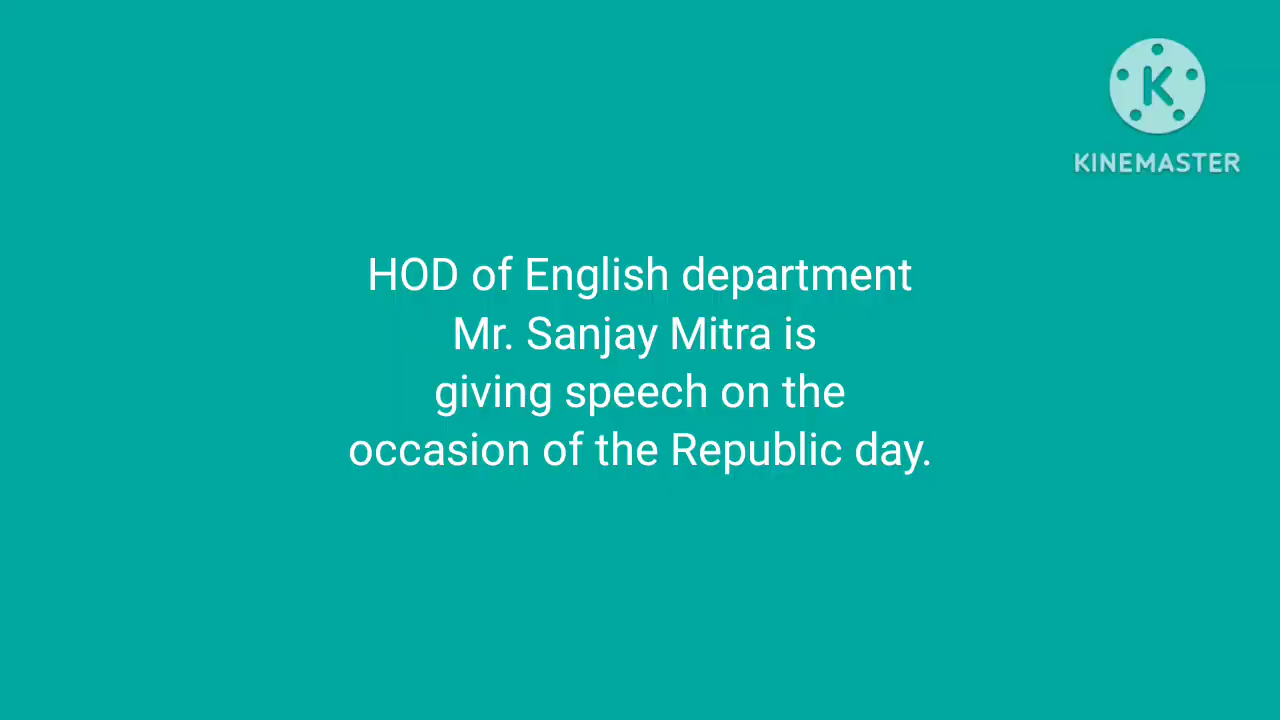 K
KINEMASTER
HOD of English department
Mr. Sanjay Mitra is
giving speech on the
occasion of the Republic day.